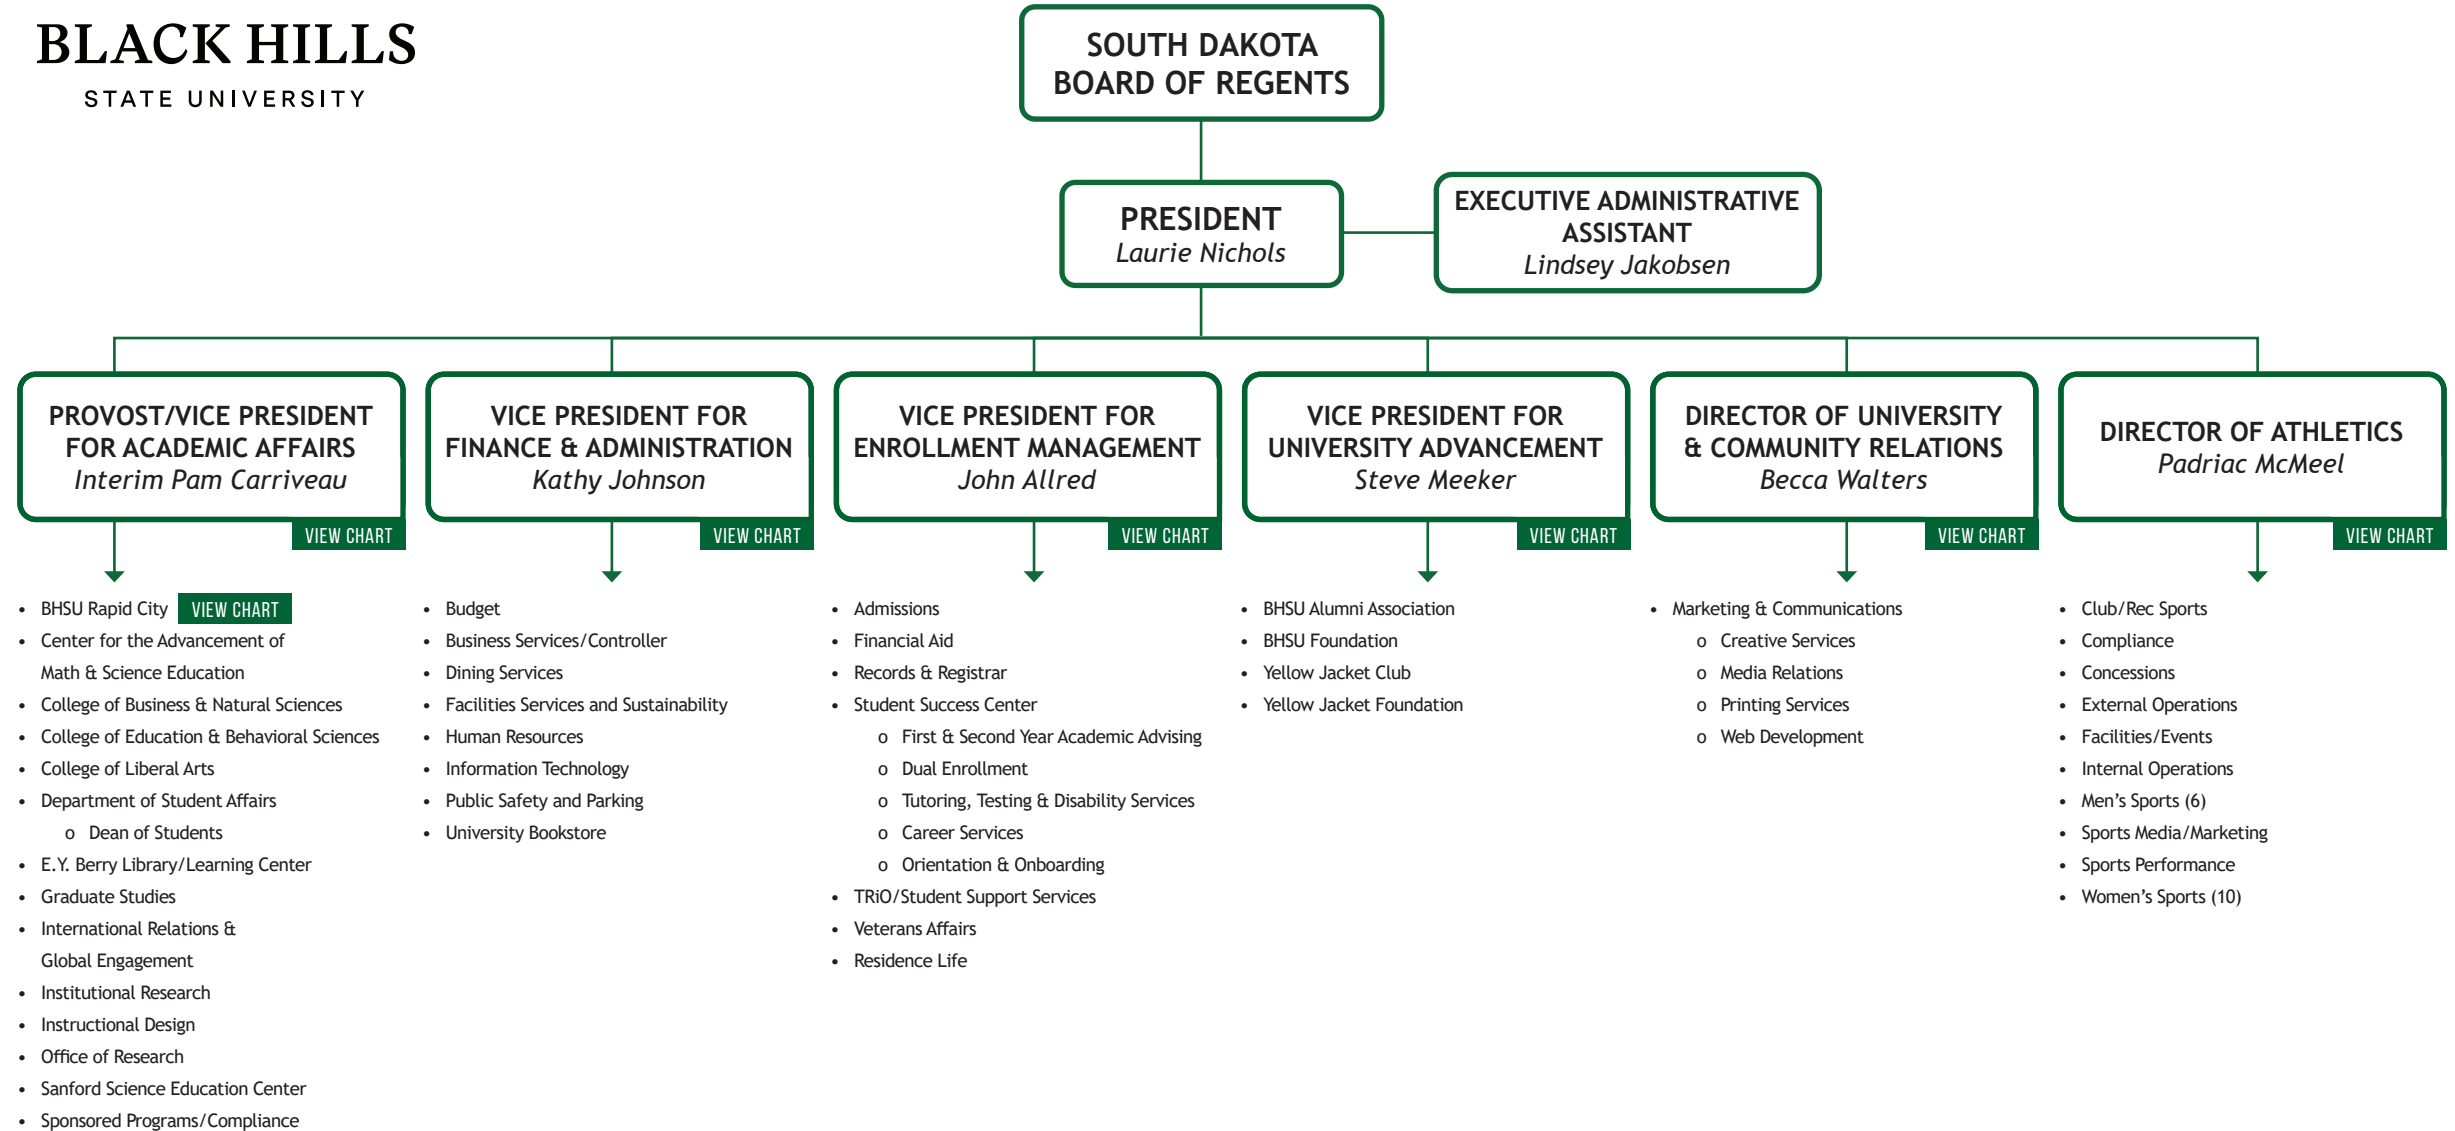 BLACK HILLS
STATE UNIVERSITY
SOUTH DAKOTA
BOARD OF REGENTS
PRESIDENT
Laurie Nichols
EXECUTIVE ADMINISTRATIVE
ASSISTANT
Lindsey Jakobsen
PROVOST/VICE PRESIDENT
FOR ACADEMIC AFFAIRS
Interim Pam Carriveau
VIEW CHART
• BHSU Rapid City VIEW CHART
• Center for the Advancement of
Math & Science Education
• College of Business & Natural Sciences
• College of Education & Behavioral Sciences
• College of Liberal Arts
• Department of Student Affairs
o Dean of Students
• E.Y. Berry Library/Learning Center
• Graduate Studies
• International Relations &
Global Engagement
• Institutional Research
• Instructional Design
• Office of Research
• Sanford Science Education Center
• Sponsored Programs/Compliance
VICE PRESIDENT FOR
FINANCE & ADMINISTRATION
Kathy Johnson
VIEW CHART
• Budget
• Business Services/Controller
• Dining Services
• Facilities Services and Sustainability
• Human Resources
• Information Technology
• Public Safety and Parking
• University Bookstore
VICE PRESIDENT FOR
ENROLLMENT MANAGEMENT
John Allred
VIEW CHART
• Admissions
• Financial Aid
• Records & Registrar
• Student Success Center
o First & Second Year Academic Advising
o Dual Enrollment
o Tutoring, Testing & Disability Services
o Career Services
o Orientation & Onboarding
• TRiO/Student Support Services
• Veterans Affairs
• Residence Life
VICE PRESIDENT FOR
UNIVERSITY ADVANCEMENT
Steve Meeker
VIEW CHART
• BHSU Alumni Association
• BHSU Foundation
• Yellow Jacket Club
• Yellow Jacket Foundation
DIRECTOR OF UNIVERSITY
& COMMUNITY RELATIONS
Becca Walters
VIEW CHART
• Marketing & Communications
o Creative Services
o Media Relations
o Printing Services
o Web Development
DIRECTOR OF ATHLETICS
Padriac McMeel
VIEW CHART
• Club/Rec Sports
• Compliance
• Concessions
• External Operations
• Facilities/Events
• Internal Operations
• Men’s Sports (6)
• Sports Media/Marketing
• Sports Performance
• Women’s Sports (10)